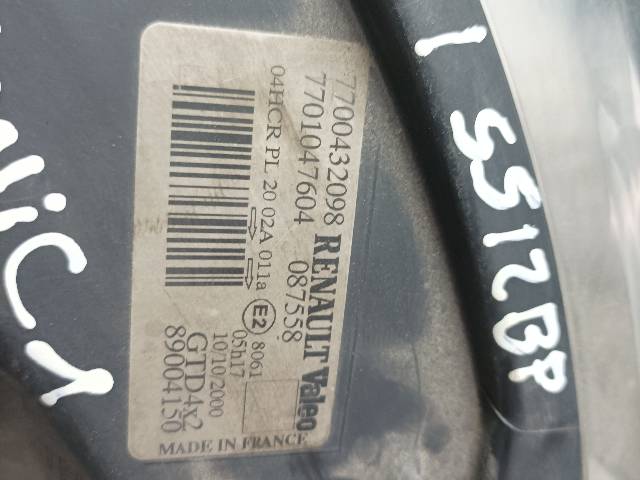 7700432098 RENAULT Valeo
7701047604 087558
04HCR PL 20 02A 011a E2 8061
05h17
10/10/2000
GTD4x2
89004150
MADE IN FRANCE
1 5512BP